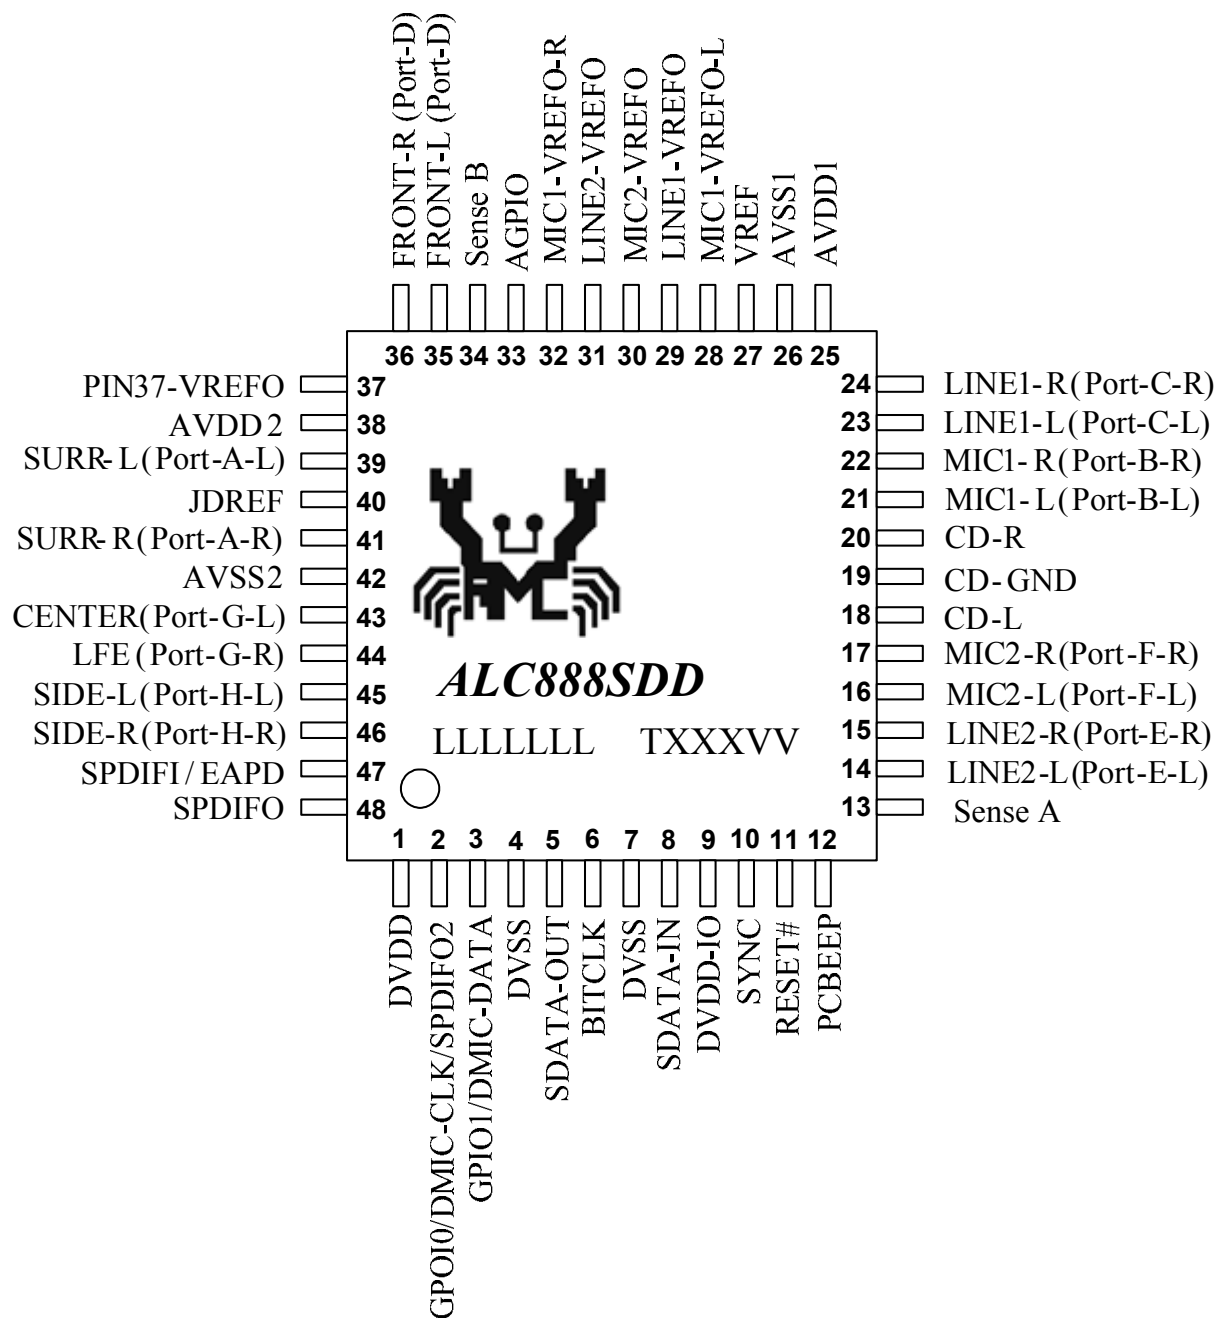 FRONT-R (Port-D)
FRONT-L (Port-D)
Sense B
AGPIO
MIC1-VREFO-R
LINE2-VREFO
MIC2-VREFO
LINE1-VREFO
MIC1-VREFO-L
VREF
AVSS1
AVDD1
36 35 34 33 32 31 30 29 28 27 26 25
PIN37-VREFO 37
AVDD2 38
SURR-L(Port-A-L) 39
JDREF 40
SURR-R(Port-A-R) 41
AVSS2 42
CENTER(Port-G-L) 43
LFE(Port-G-R) 44
SIDE-L(Port-H-L) 45
SIDE-R(Port-H-R) 46
SPDIFI/EAPD 47
SPDIFO 48
24 LINE1-R(Port-C-R)
23 LINE1-L(Port-C-L)
22 MIC1-R(Port-B-R)
21 MIC1-L(Port-B-L)
20 CD-R
19 CD-GND
18 CD-L
17 MIC2-R(Port-F-R)
16 MIC2-L(Port-F-L)
15 LINE2-R(Port-E-R)
14 LINE2-L(Port-E-L)
13 Sense A
ALC888SDD
LLLLLLL TXXXVV
1 2 3 4 5 6 7 8 9 10 11 12
DVDD
GPOI0/DMIC-CLK/SPDIFO2
GPIO1/DMIC-DATA
DVSS
SDATA-OUT
BITCLK
DVSS
SDATA-IN
DVDD-IO
SYNC
RESET#
PCBEEP